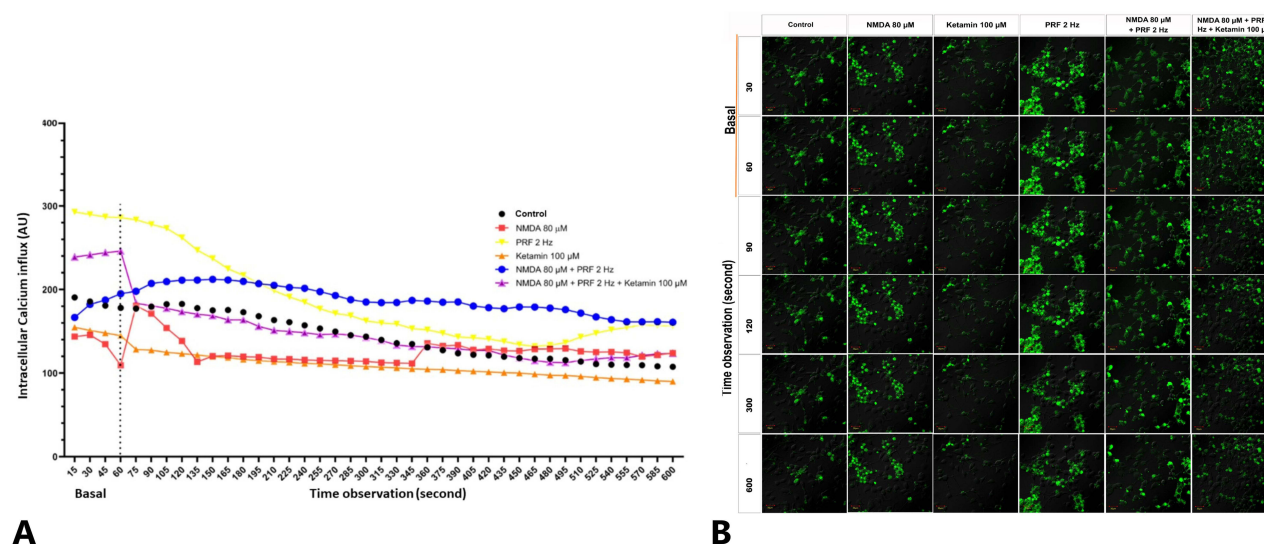 400
300
200
100
0
Intracellular Calcium influx (AU)
Control
NMDA 80 μM
PRF 2 Hz
Ketamin 100 μM
NMDA 80 μM + PRF 2 Hz
NMDA 80 μM + PRF 2 Hz + Ketamin 100 μM
15 30 45 60 75 90 105 120 135 150 165 180 195 210 225 240 255 270 285 300 315 330 345 360 375 390 405 420 435 450 465 480 495 510 525 540 555 570 585 600
Basal
Time observation (second)
A
Control
NMDA 80 μM
Ketamin 100 μM
PRF 2 Hz
NMDA 80 μM
+ PRF 2 Hz
NMDA 80 μM + PRF
Hz + Ketamin 100 μ
Basal
Time observation (second)
30
60
90
120
300
600
B